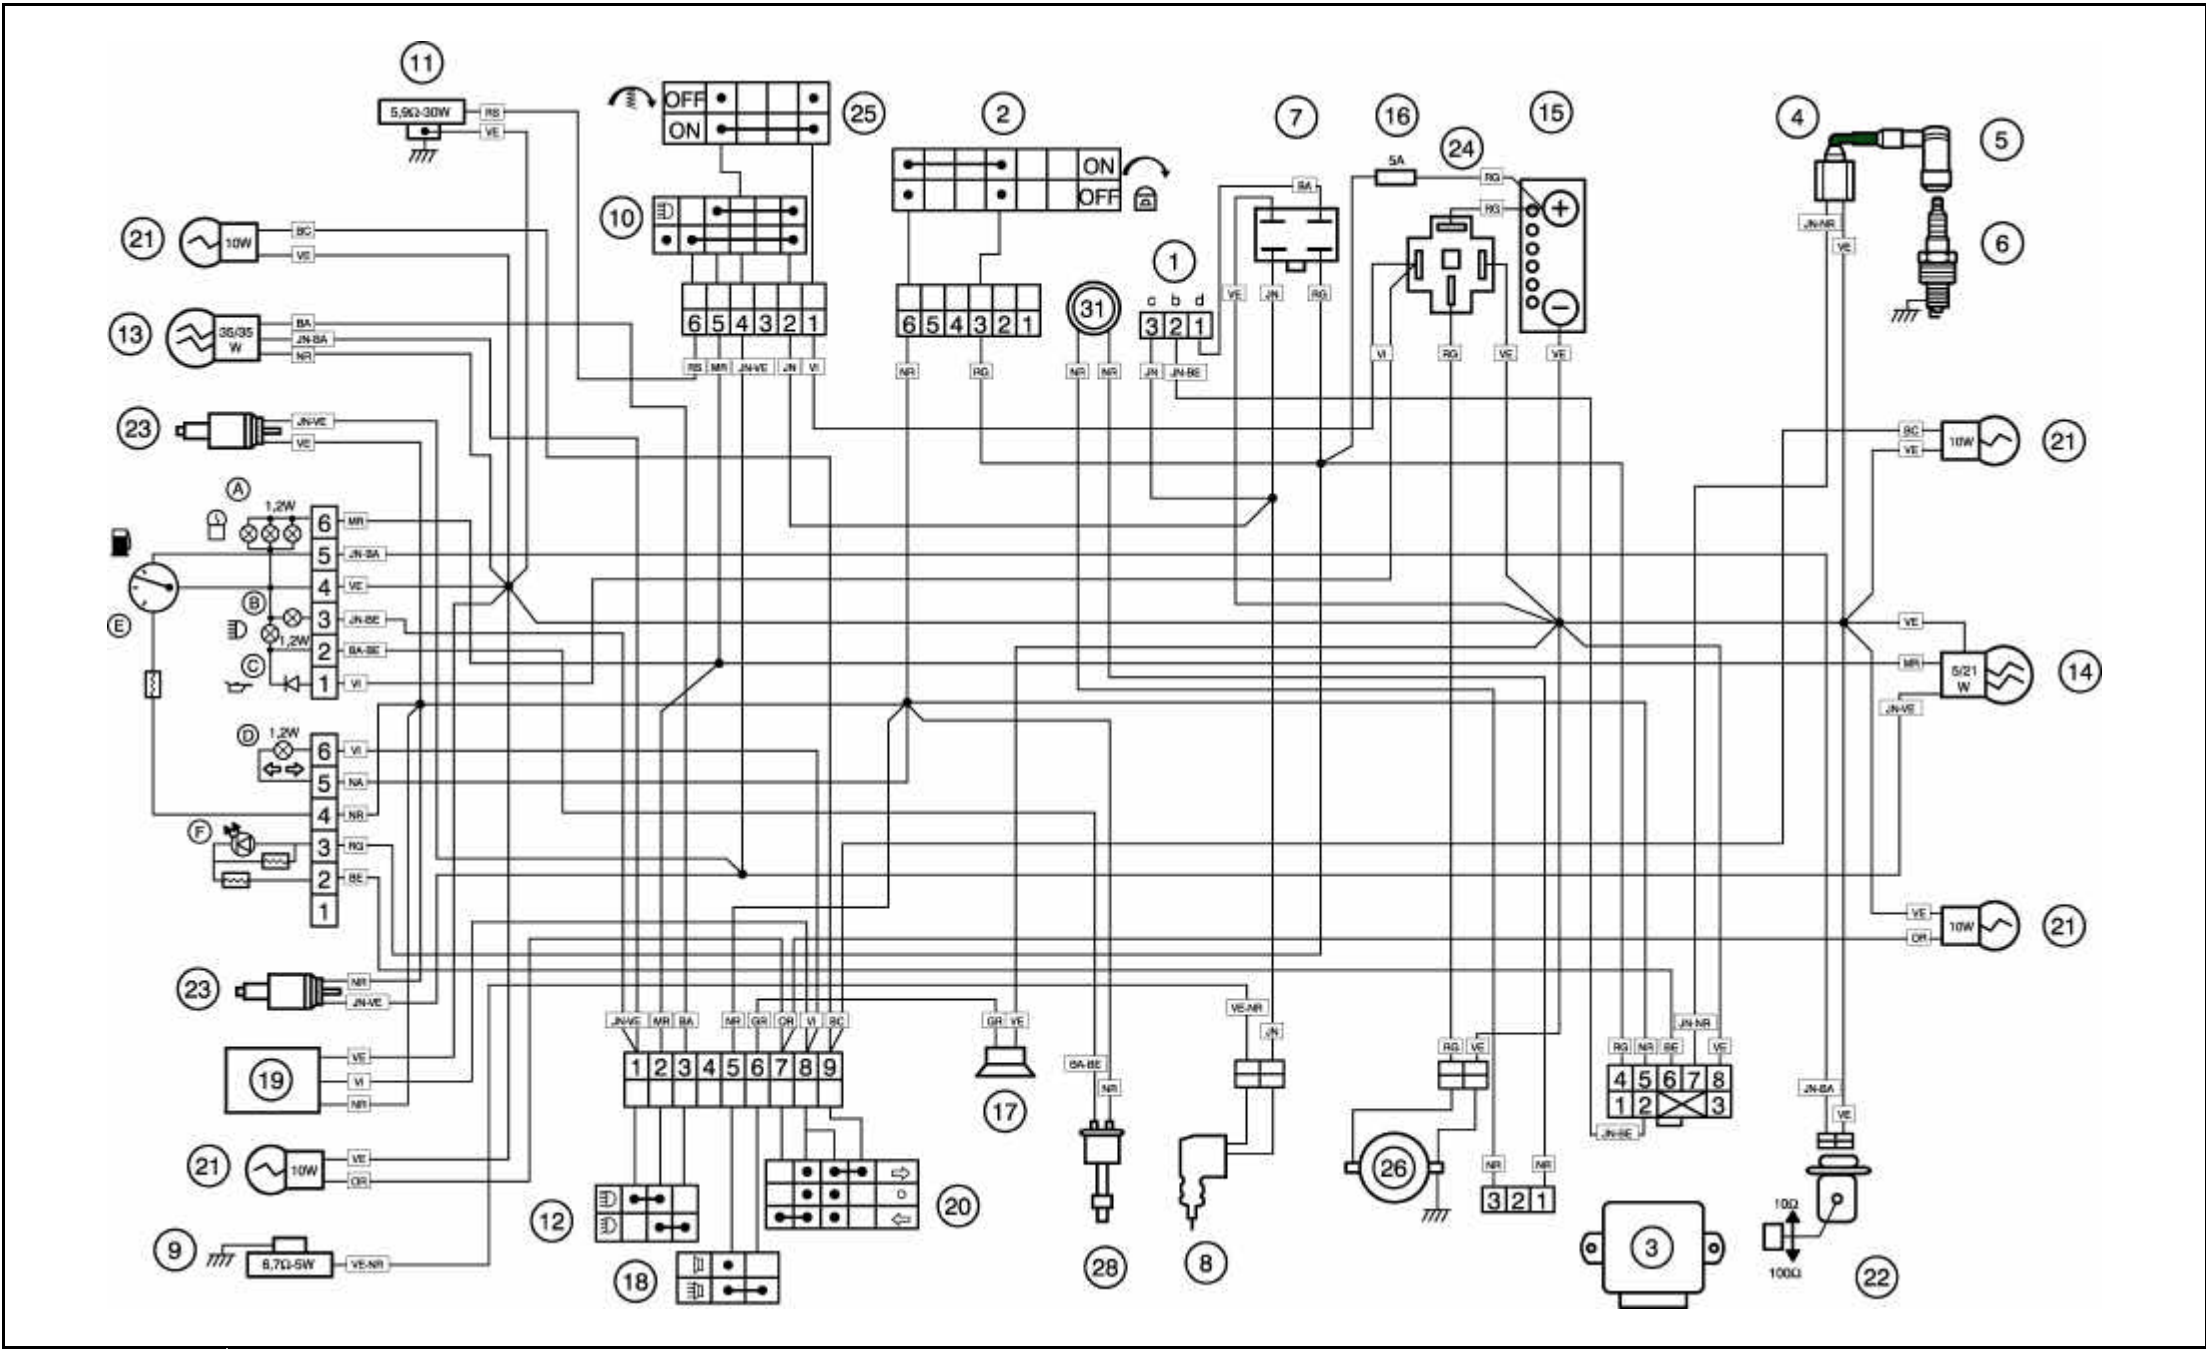 11
5,9Ω-30W
RS
VE
OFF
ON
25
2
ON
OFF
7
16
5A
24
RG
15
RG
+
−
4
5
6
JN-NR
VE
21
10W
BC
VE
10
6 5 4 3 2 1
RS MR JN-VE JN VI
6 5 4 3 2 1
NR RG
31
NR NR
1
c b d
3 2 1
JN JN-BE
BA
VE JN RG
VI RG VE VE
13
35/35
W
BA
JN-BA
NR
23
JN-VE
VE
BC
VE
10W
21
A
1,2W
6 MR
5 JN-BA
4 VE
B
3 JN-BE
1,2W
2 BA-BE
C
1 VI
E
VE
MR
JN-VE
5/21
W
14
D
1,2W
6 VI
5 NA
4 NR
F
3 RG
2 BE
1
VE
OR
10W
21
23
NR
JN-VE
JN-VE MR BA NR GR OR VI BC
1 2 3 4 5 6 7 8 9
GR VE
17
BA-BE
NR
VE-NR
JN
RG VE
RG NR BE JN-NR VE
4 5 6 7 8
1 2 3
JN-BE
JN-BA
VE
19
VE
VI
NR
21
10W
VE
OR
9
6,7Ω-5W
VE-NR
12
18
20
28
8
26
NR NR
3 2 1
3
10Ω
100Ω
22